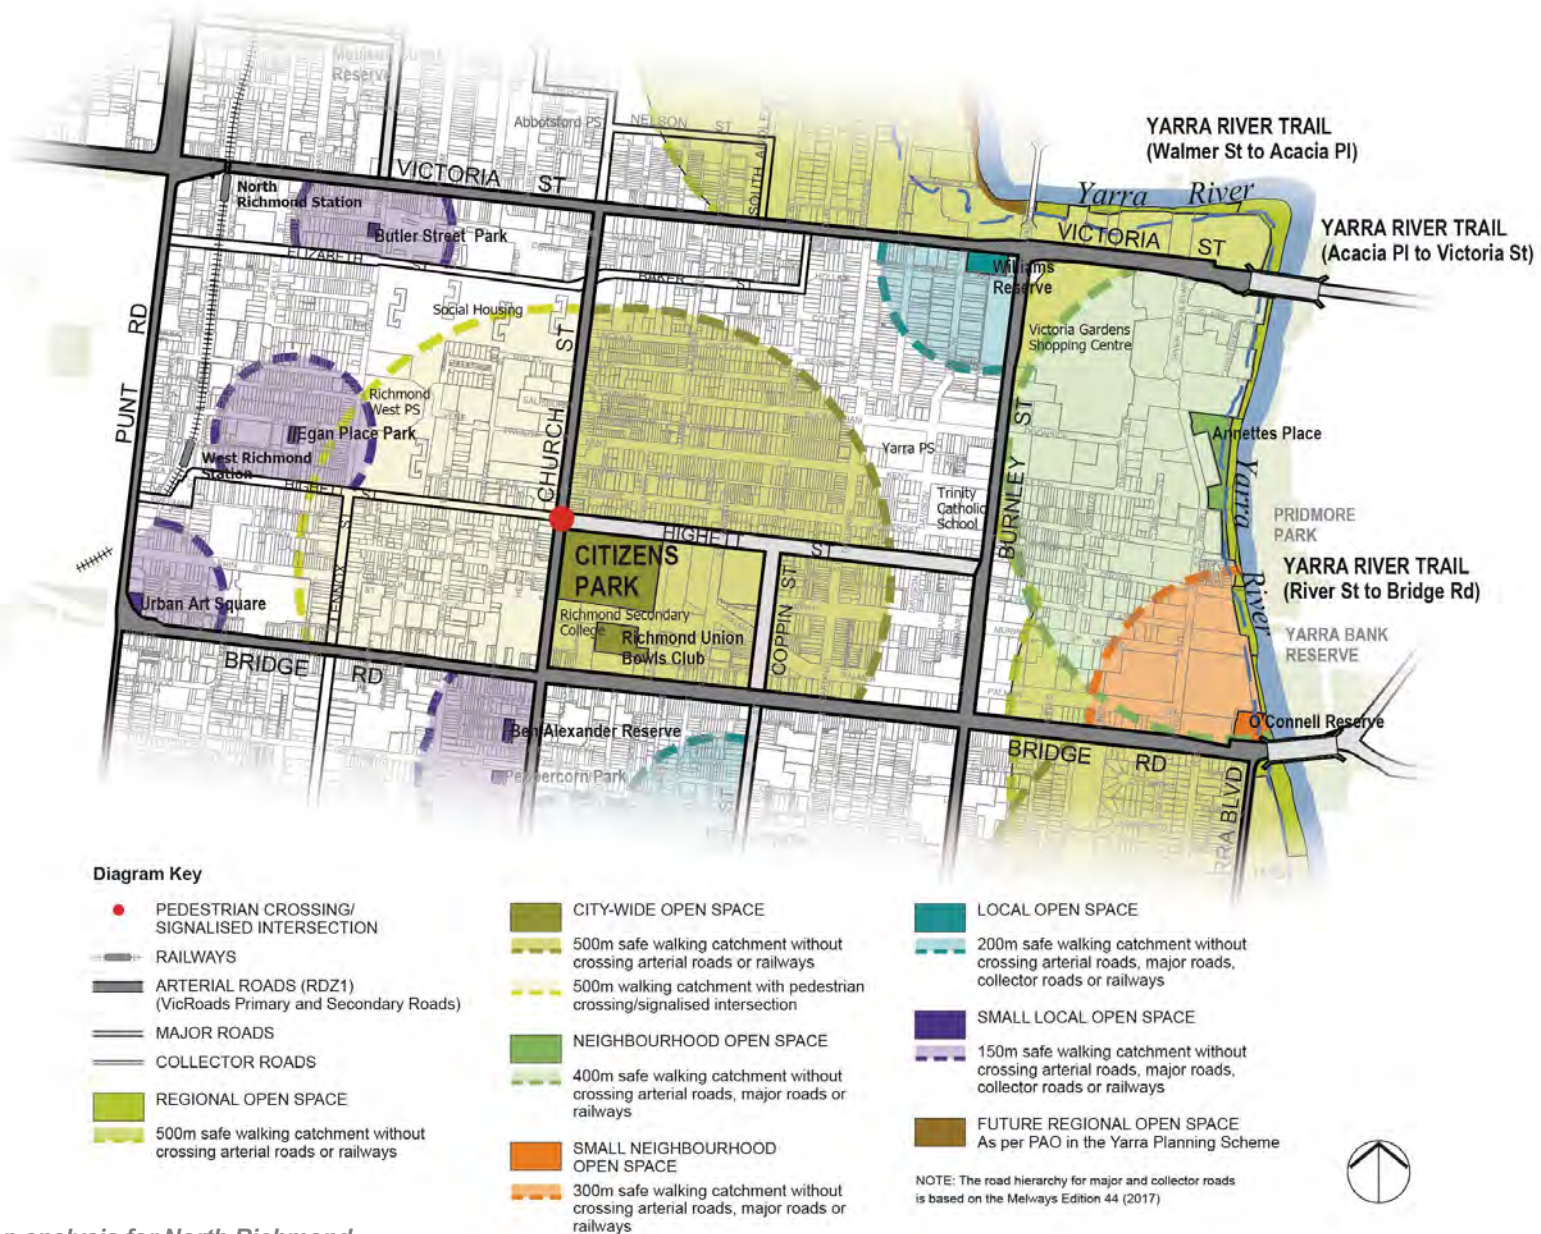 Reserve
Abbotsford PS
NELSON ST
YARRA RIVER TRAIL
(Walmer St to Acacia Pl)
VICTORIA ST
SOUTH AUDLEY
North
Richmond Station
Yarra River
YARRA RIVER TRAIL
(Acacia Pl to Victoria St)
Butler Street Park
VICTORIA ST
ELIZABETH ST
BAKER ST
Williams
Reserve
Social Housing
PUNT RD
CHURCH ST
Victoria Gardens
Shopping Centre
Richmond
West PS
Egan Place Park
West Richmond
Station
Yarra PS
BURNLEY ST
Annettes Place
Yarra River
HIGHETT ST
Trinity
Catholic
School
PRIDMORE
PARK
HIGHETT ST
CITIZENS
PARK
YARRA RIVER TRAIL
(River St to Bridge Rd)
Urban Art Square
LENNOX ST
Richmond Secondary
College
Richmond Union
Bowls Club
COPPIN ST
YARRA BANK
RESERVE
BRIDGE RD
Ben Alexander Reserve
O'Connell Reserve
BRIDGE RD
Peppercorn Park
RRA BLVD
Diagram Key
PEDESTRIAN CROSSING/
SIGNALISED INTERSECTION
RAILWAYS
ARTERIAL ROADS (RDZ1)
(VicRoads Primary and Secondary Roads)
MAJOR ROADS
COLLECTOR ROADS
REGIONAL OPEN SPACE
500m safe walking catchment without
crossing arterial roads or railways
CITY-WIDE OPEN SPACE
500m safe walking catchment without
crossing arterial roads or railways
500m walking catchment with pedestrian
crossing/signalised intersection
NEIGHBOURHOOD OPEN SPACE
400m safe walking catchment without
crossing arterial roads, major roads or
railways
SMALL NEIGHBOURHOOD
OPEN SPACE
300m safe walking catchment without
crossing arterial roads, major roads or
railways
LOCAL OPEN SPACE
200m safe walking catchment without
crossing arterial roads, major roads,
collector roads or railways
SMALL LOCAL OPEN SPACE
150m safe walking catchment without
crossing arterial roads, major roads,
collector roads or railways
FUTURE REGIONAL OPEN SPACE
As per PAO in the Yarra Planning Scheme
NOTE: The road hierarchy for major and collector roads
is based on the Melways Edition 44 (2017)
analysis for North Richmond